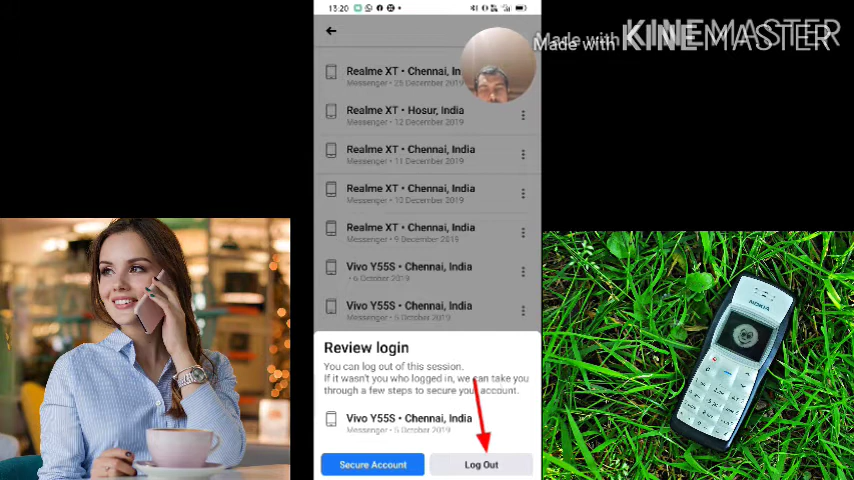 13:20
Made with KINEMASTER
Made with
Realme XT • Chennai, In
Messenger • 25 December 2019
Realme XT • Hosur, India
Messenger • 12 December 2019
Realme XT • Chennai, India
Messenger • 11 December 2019
Realme XT • Chennai, India
Messenger • 10 December 2019
Realme XT • Chennai, India
Messenger • 9 December 2019
Vivo Y55S • Chennai, India
• 6 October 2019
Vivo Y55S • Chennai, India
Messenger • 5 October 2019
Review login
You can log out of this session.
If it wasn't you who logged in, we can take you
through a few steps to secure your account.
Vivo Y55S • Chennai, India
Messenger • 5 October 2019
Secure Account
Log Out
NOKIA